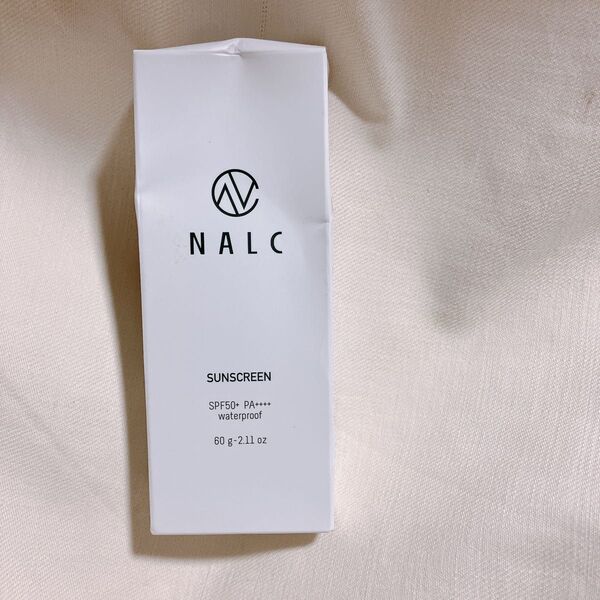 NALC
SUNSCREEN
SPF50+ PA++++
waterproof
60 g-2.11 oz